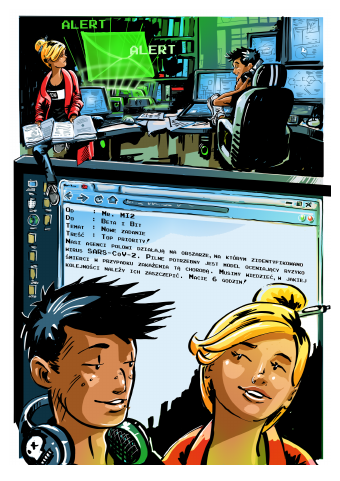 ALERT
ALERT
Od : Mr. MI2
Do : Beta i Bit
Temat : Nowe zadanie
Treść : Top priority!
Nasi agenci polowi działają na obszarze, na którym zidentyfikowano
wirus SARS-CoV-2. Pilnie potrzebny jest model oceniający ryzyko
śmierci w przypadku zakażenia tą chorobą. Musimy wiedzieć, w jakiej
kolejności należy ich zaszczepić. Macie 6 godzin!